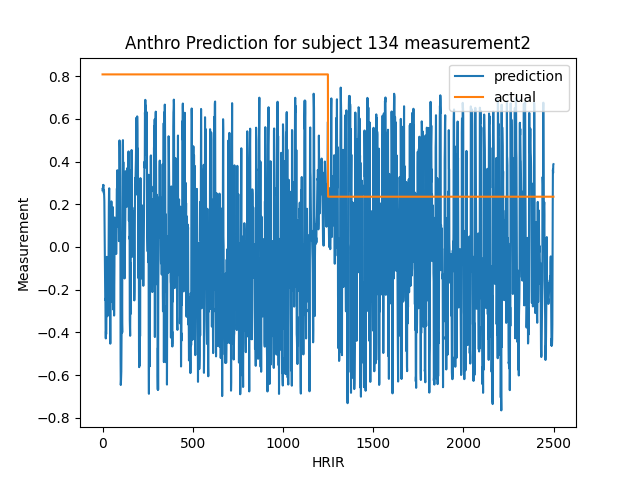 Anthro Prediction for subject 134 measurement2
prediction
actual
0.8
0.6
0.4
0.2
0.0
−0.2
−0.4
−0.6
−0.8
Measurement
0 500 1000 1500 2000 2500
HRIR